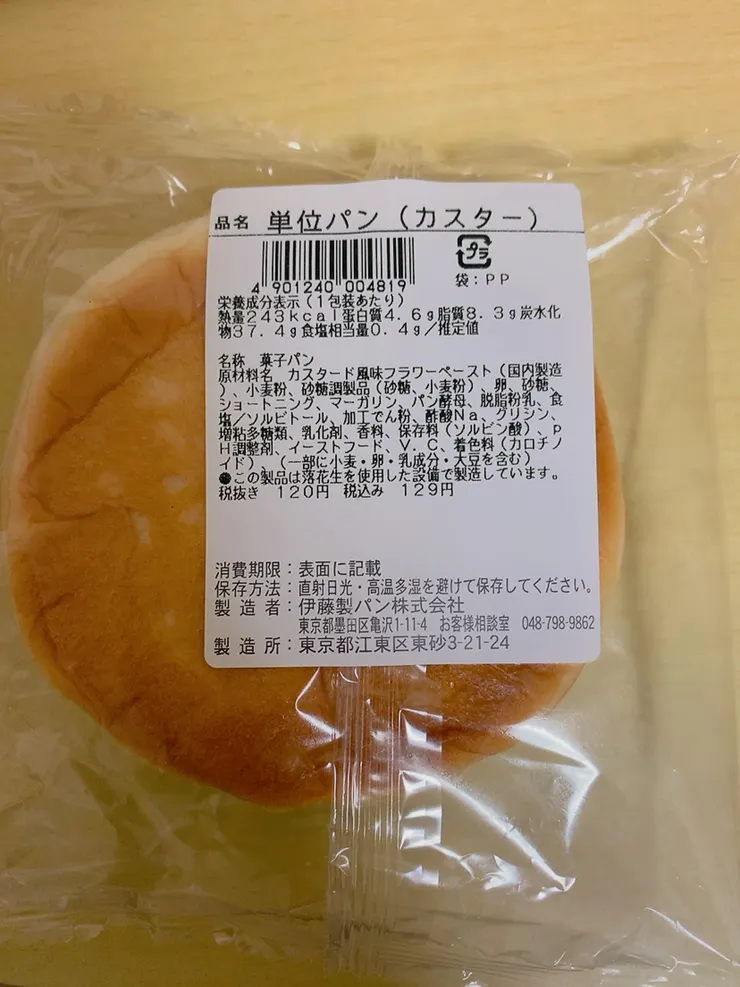 品名 単位パン（カスター）
プラ
4 901240 004819
袋：PP
栄養成分表示（1包装あたり）
熱量243kcal蛋白質4.6g脂質8.3g炭水化
物37.4g食塩相当量0.4g／推定値
名称 菓子パン
原材料名 カスタード風味フラワーペースト（国内製造
）、小麦粉、砂糖調製品（砂糖、小麦粉）、卵、砂糖、
ショートニング、マーガリン、パン酵母、脱脂粉乳、食
塩／ソルビトール、加工でん粉、酢酸Na、グリシン、
増粘多糖類、乳化剤、香料、保存料（ソルビン酸）、p
H調整剤、イーストフード、V．C、着色料（カロチノ
イド）、（一部に小麦・卵・乳成分・大豆を含む）
●この製品は落花生を使用した設備で製造しています。
税抜き 120円 税込み 129円
消費期限：表面に記載
保存方法：直射日光・高温多湿を避けて保存してください。
製造者：伊藤製パン株式会社
東京都墨田区亀沢1-11-4 お客様相談室 048-798-9862
製造所：東京都江東区東砂3-21-24